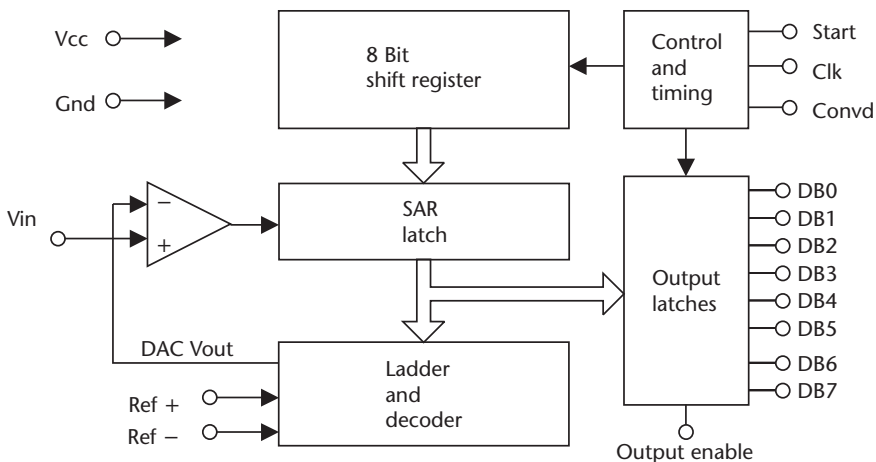 Vcc
Gnd
8 Bit
shift register
Control
and
timing
Start
Clk
Convd
Vin
−
+
SAR
latch
Output
latches
DB0
DB1
DB2
DB3
DB4
DB5
DB6
DB7
DAC Vout
Ladder
and
decoder
Ref +
Ref −
Output enable